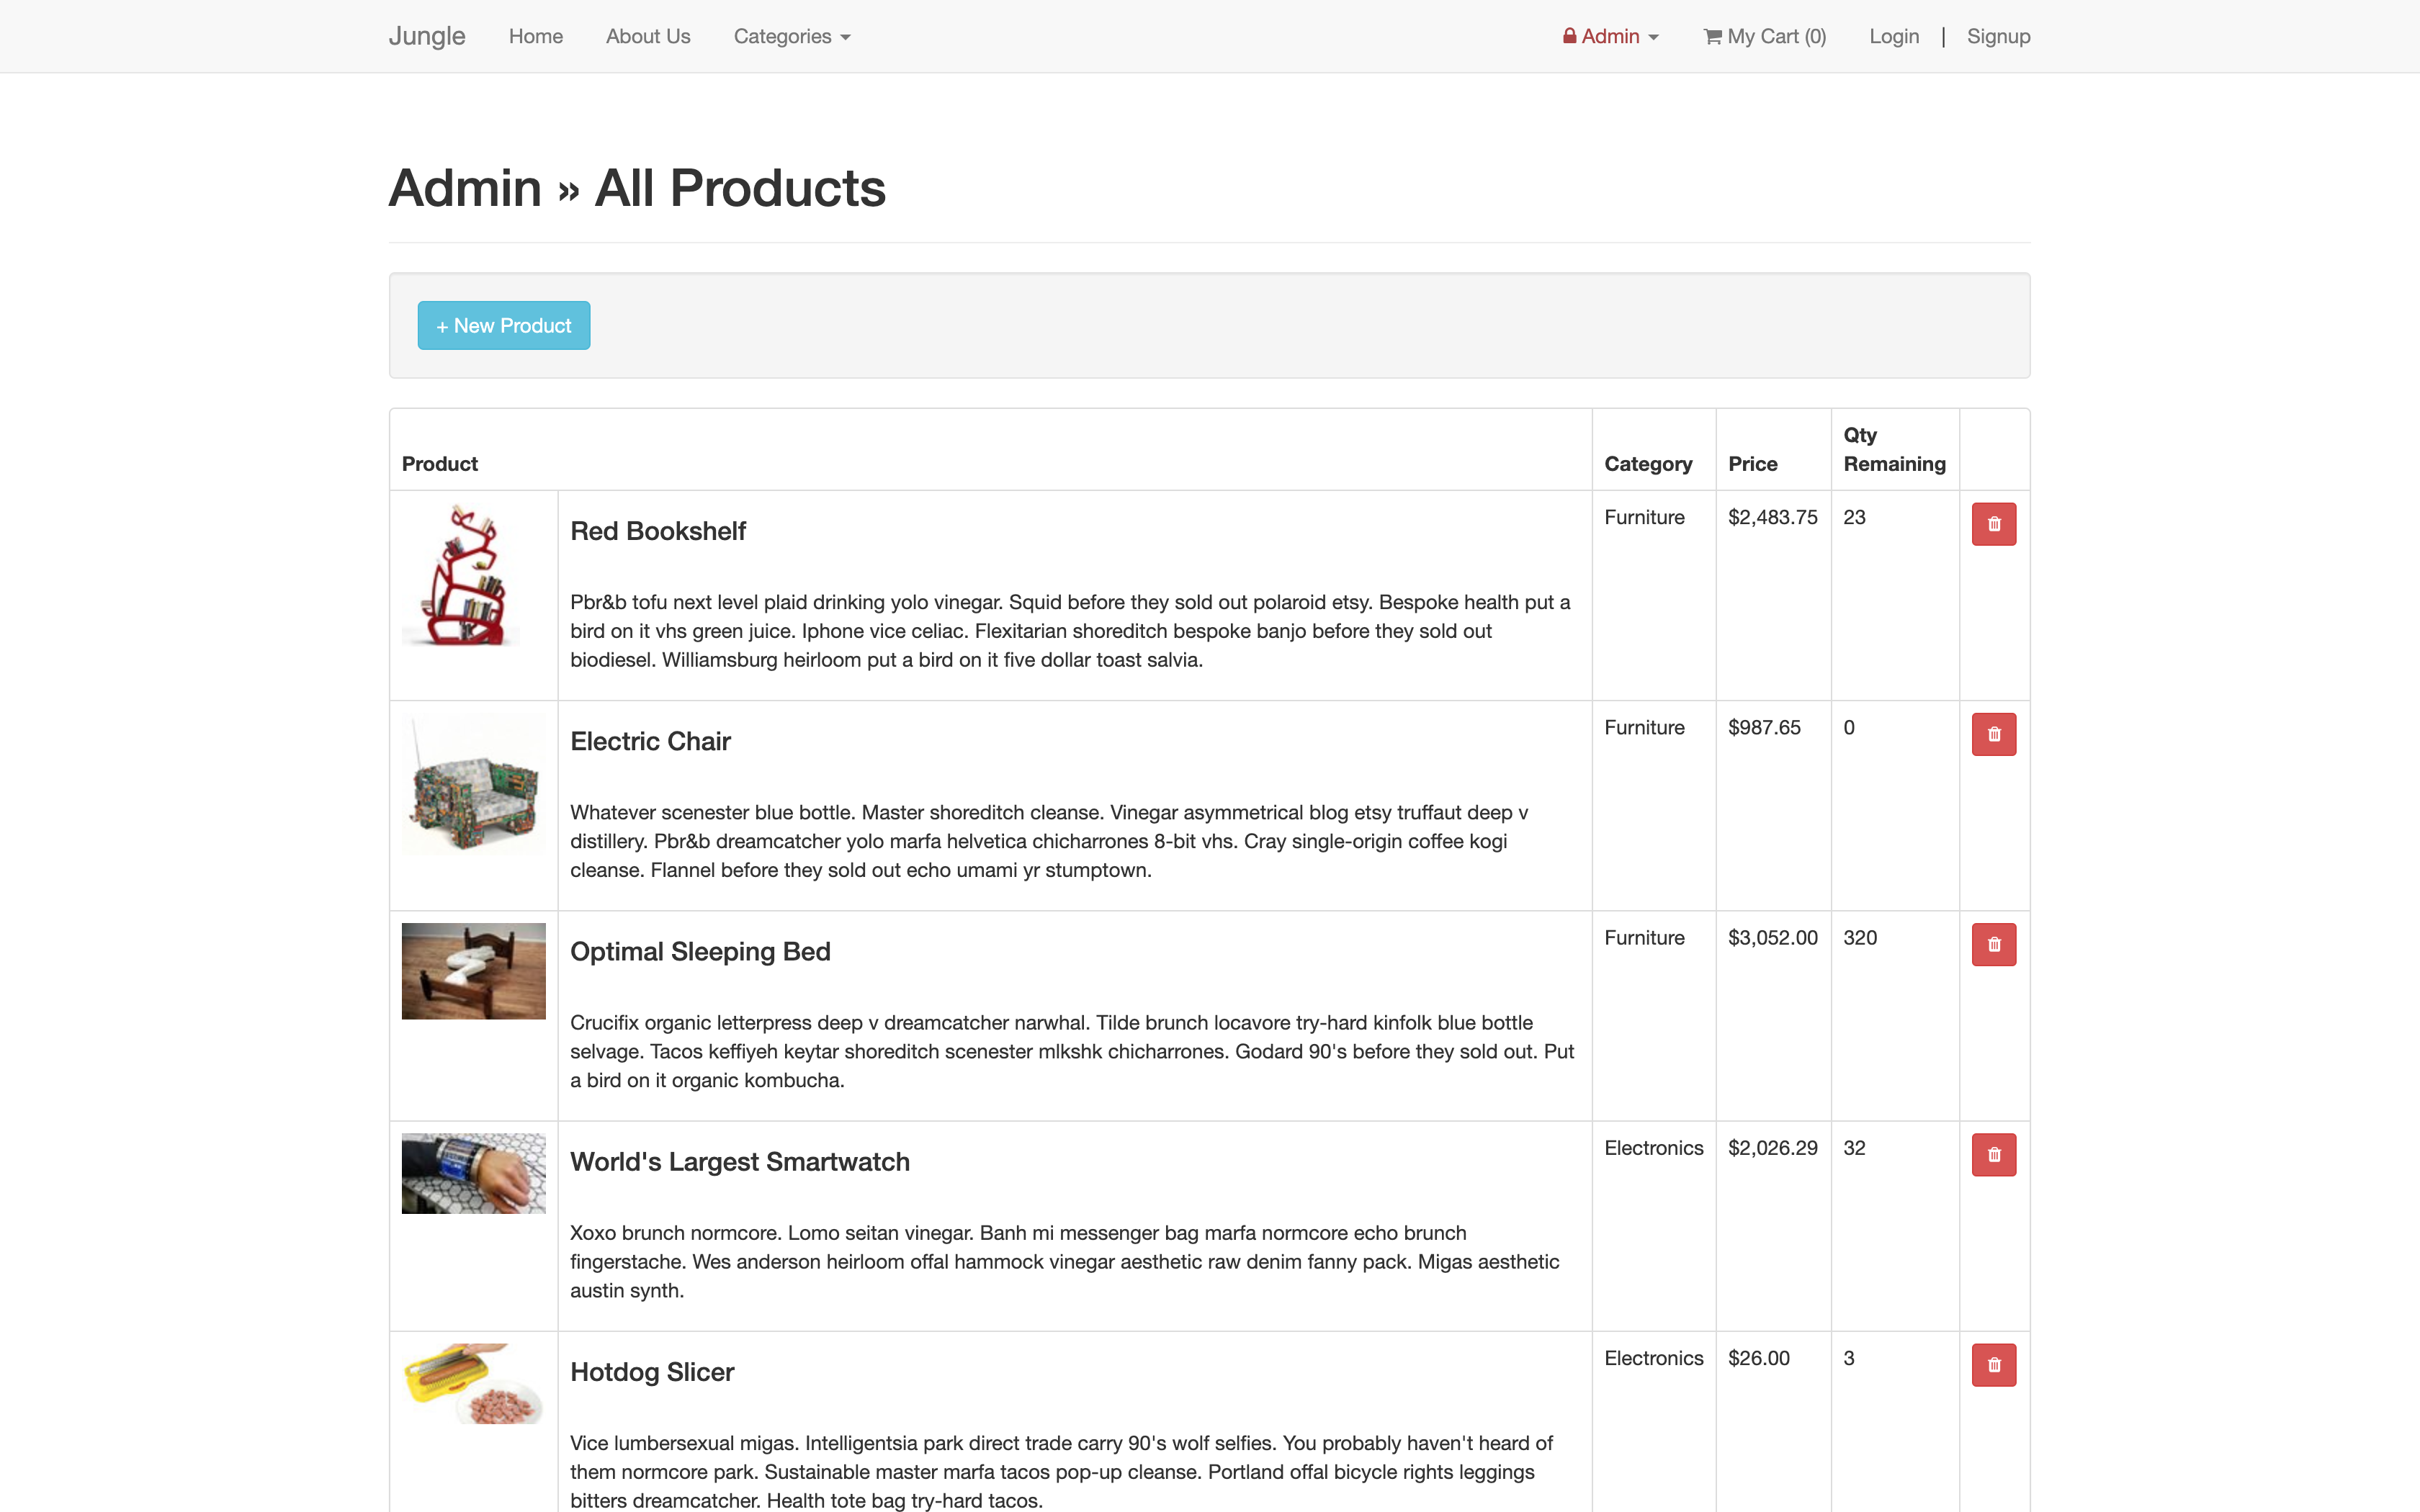 Jungle Home About Us Categories Admin My Cart (0) Login | Signup
Admin » All Products
+ New Product
Product Category Price Qty Remaining
Red Bookshelf Furniture $2,483.75 23
Pbr&b tofu next level plaid drinking yolo vinegar. Squid before they sold out polaroid etsy. Bespoke health put a
bird on it vhs green juice. Iphone vice celiac. Flexitarian shoreditch bespoke banjo before they sold out
biodiesel. Williamsburg heirloom put a bird on it five dollar toast salvia.
Electric Chair Furniture $987.65 0
Whatever scenester blue bottle. Master shoreditch cleanse. Vinegar asymmetrical blog etsy truffaut deep v
distillery. Pbr&b dreamcatcher yolo marfa helvetica chicharrones 8-bit vhs. Cray single-origin coffee kogi
cleanse. Flannel before they sold out echo umami yr stumptown.
Optimal Sleeping Bed Furniture $3,052.00 320
Crucifix organic letterpress deep v dreamcatcher narwhal. Tilde brunch locavore try-hard kinfolk blue bottle
selvage. Tacos keffiyeh keytar shoreditch scenester mlkshk chicharrones. Godard 90's before they sold out. Put
a bird on it organic kombucha.
World's Largest Smartwatch Electronics $2,026.29 32
Xoxo brunch normcore. Lomo seitan vinegar. Banh mi messenger bag marfa normcore echo brunch
fingerstache. Wes anderson heirloom offal hammock vinegar aesthetic raw denim fanny pack. Migas aesthetic
austin synth.
Hotdog Slicer Electronics $26.00 3
Vice lumbersexual migas. Intelligentsia park direct trade carry 90's wolf selfies. You probably haven't heard of
them normcore park. Sustainable master marfa tacos pop-up cleanse. Portland offal bicycle rights leggings
bitters dreamcatcher. Health tote bag try-hard tacos.